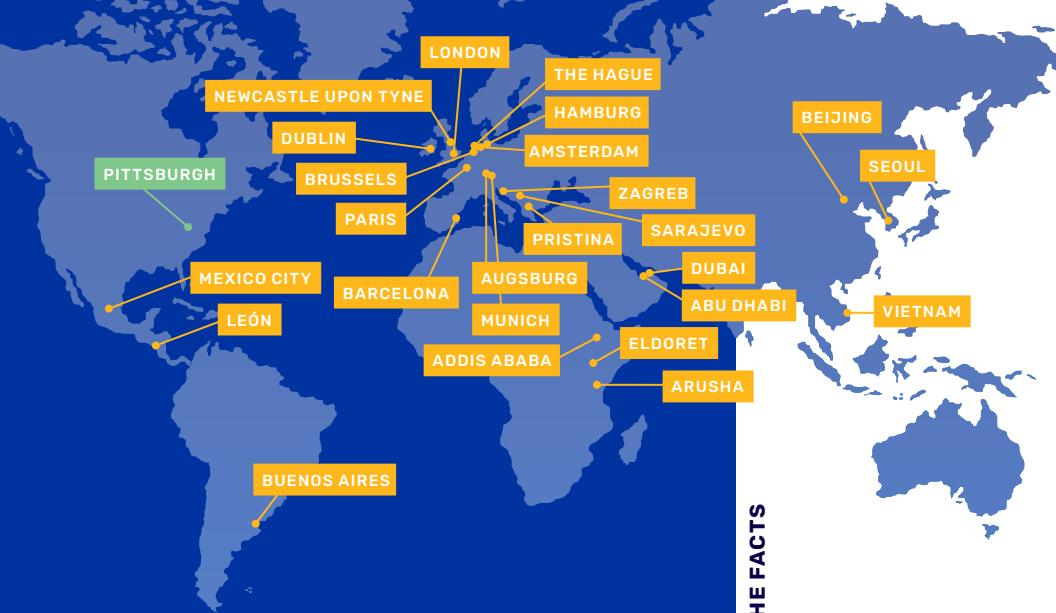 LONDON
THE HAGUE
NEWCASTLE UPON TYNE
HAMBURG
BEIJING
DUBLIN
AMSTERDAM
SEOUL
PITTSBURGH
BRUSSELS
ZAGREB
PARIS
SARAJEVO
PRISTINA
DUBAI
MEXICO CITY
AUGSBURG
BARCELONA
ABU DHABI
VIETNAM
LEÓN
MUNICH
ELDORET
ADDIS ABABA
ARUSHA
BUENOS AIRES
HE FACTS